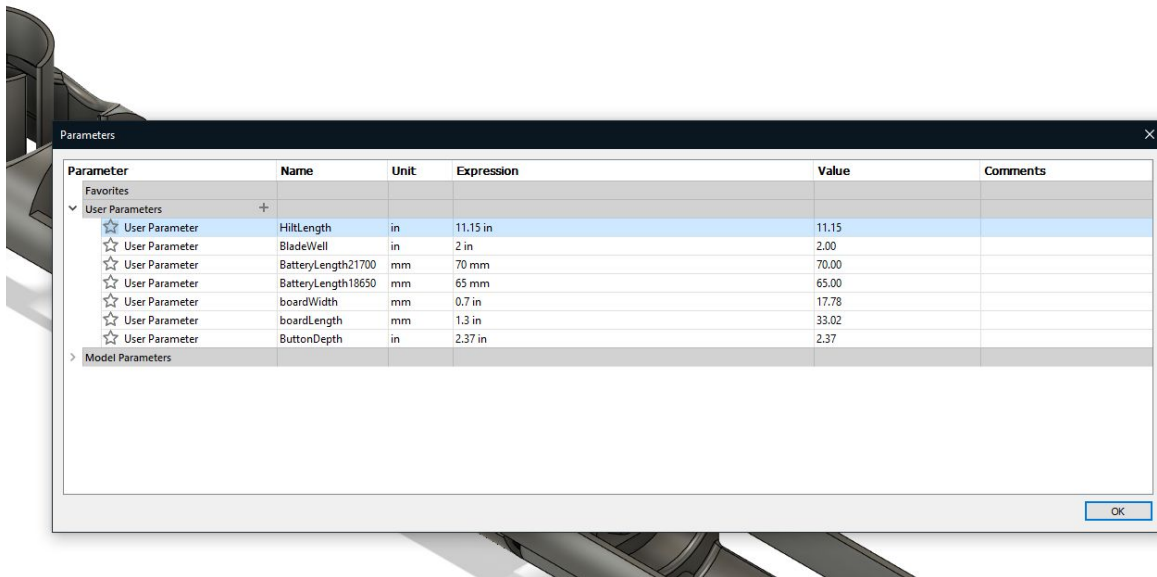 Parameters
Parameter Name Unit Expression Value Comments
Favorites
User Parameters +
User Parameter HiltLength in 11.15 in 11.15
User Parameter BladeWell in 2 in 2.00
User Parameter BatteryLength21700 mm 70 mm 70.00
User Parameter BatteryLength18650 mm 65 mm 65.00
User Parameter boardWidth mm 0.7 in 17.78
User Parameter boardLength mm 1.3 in 33.02
User Parameter ButtonDepth in 2.37 in 2.37
Model Parameters
OK